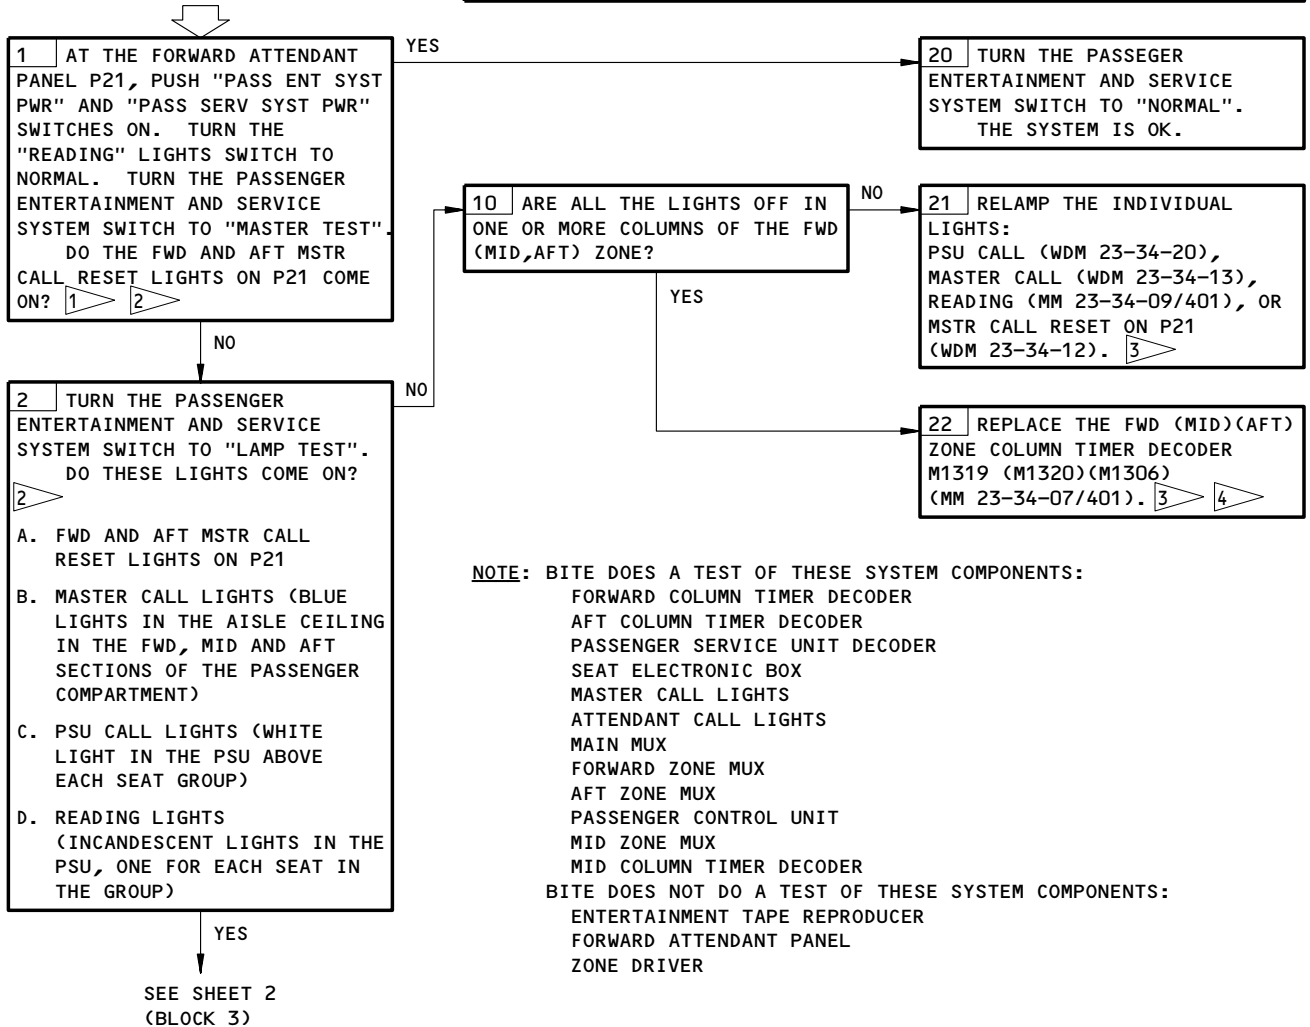 1 AT THE FORWARD ATTENDANT
PANEL P21, PUSH "PASS ENT SYST
PWR" AND "PASS SERV SYST PWR"
SWITCHES ON. TURN THE
"READING" LIGHTS SWITCH TO
NORMAL. TURN THE PASSENGER
ENTERTAINMENT AND SERVICE
SYSTEM SWITCH TO "MASTER TEST".
DO THE FWD AND AFT MSTR
CALL RESET LIGHTS ON P21 COME
ON? 1 2
YES
NO
20 TURN THE PASSEGER
ENTERTAINMENT AND SERVICE
SYSTEM SWITCH TO "NORMAL".
THE SYSTEM IS OK.
2 TURN THE PASSENGER
ENTERTAINMENT AND SERVICE
SYSTEM SWITCH TO "LAMP TEST".
DO THESE LIGHTS COME ON?
2
A. FWD AND AFT MSTR CALL
RESET LIGHTS ON P21
B. MASTER CALL LIGHTS (BLUE
LIGHTS IN THE AISLE CEILING
IN THE FWD, MID AND AFT
SECTIONS OF THE PASSENGER
COMPARTMENT)
C. PSU CALL LIGHTS (WHITE
LIGHT IN THE PSU ABOVE
EACH SEAT GROUP)
D. READING LIGHTS
(INCANDESCENT LIGHTS IN THE
PSU, ONE FOR EACH SEAT IN
THE GROUP)
NO
YES
SEE SHEET 2
(BLOCK 3)
10 ARE ALL THE LIGHTS OFF IN
ONE OR MORE COLUMNS OF THE FWD
(MID,AFT) ZONE?
NO
YES
21 RELAMP THE INDIVIDUAL
LIGHTS:
PSU CALL (WDM 23-34-20),
MASTER CALL (WDM 23-34-13),
READING (MM 23-34-09/401), OR
MSTR CALL RESET ON P21
(WDM 23-34-12). 3
22 REPLACE THE FWD (MID)(AFT)
ZONE COLUMN TIMER DECODER
M1319 (M1320)(M1306)
(MM 23-34-07/401). 3 4
NOTE: BITE DOES A TEST OF THESE SYSTEM COMPONENTS:
FORWARD COLUMN TIMER DECODER
AFT COLUMN TIMER DECODER
PASSENGER SERVICE UNIT DECODER
SEAT ELECTRONIC BOX
MASTER CALL LIGHTS
ATTENDANT CALL LIGHTS
MAIN MUX
FORWARD ZONE MUX
AFT ZONE MUX
PASSENGER CONTROL UNIT
MID ZONE MUX
MID COLUMN TIMER DECODER
BITE DOES NOT DO A TEST OF THESE SYSTEM COMPONENTS:
ENTERTAINMENT TAPE REPRODUCER
FORWARD ATTENDANT PANEL
ZONE DRIVER